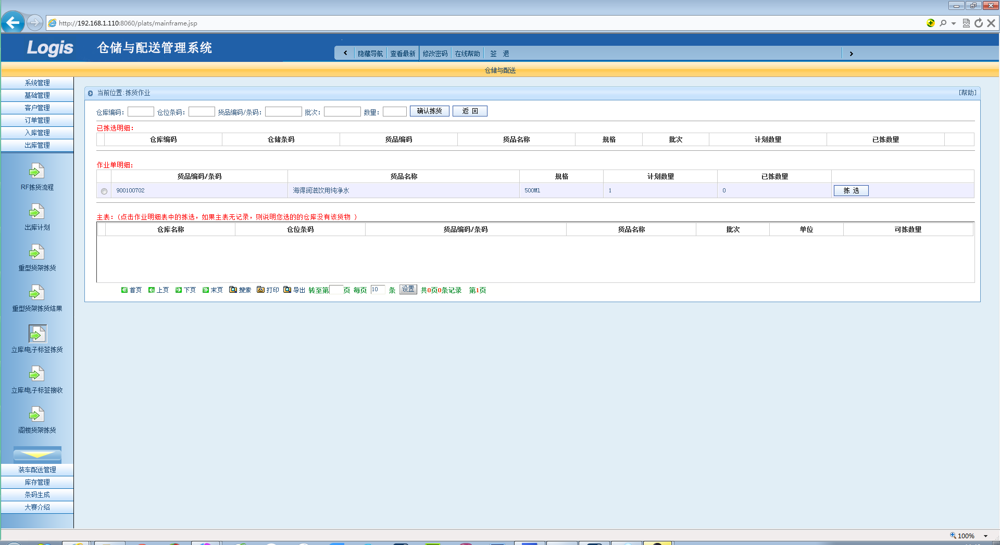 http://192.168.1.110:8060/plats/mainframe.jsp
Logis 仓储与配送管理系统
隐藏导航 查看最新 修改密码 在线帮助 签 退
仓储与配送
系统管理
基础管理
客户管理
订单管理
入库管理
出库管理
RF拣货流程
出库计划
重型货架拣货
重型货架拣货结果
立库/电子标签拣货
立库/电子标签接收
阁楼货架拣货
装车配送管理
库存管理
条码生成
大赛介绍
当前位置:拣货作业 [帮助]
仓库编码: 仓位条码: 货品编码/条码: 批次: 数量: 确认拣货 返 回
已拣选明细:
仓库编码 仓储条码 货品编码 货品名称 规格 批次 计划数量 已拣数量
作业单明细:
货品编码/条码 货品名称 规格 计划数量 已拣数量
900100702 海得润滋饮用纯净水 500Ml 1 0 拣 选
主表:(点击作业明细表中的拣选，如果主表无记录，则说明您选的的仓库没有该货物 )
仓库名称 仓位条码 货品编码/条码 货品名称 批次 单位 可拣数量
首页 上页 下页 末页 搜索 打印 导出 转至第 页 每页 10 条 设置 共0页0条记录 第1页
100%